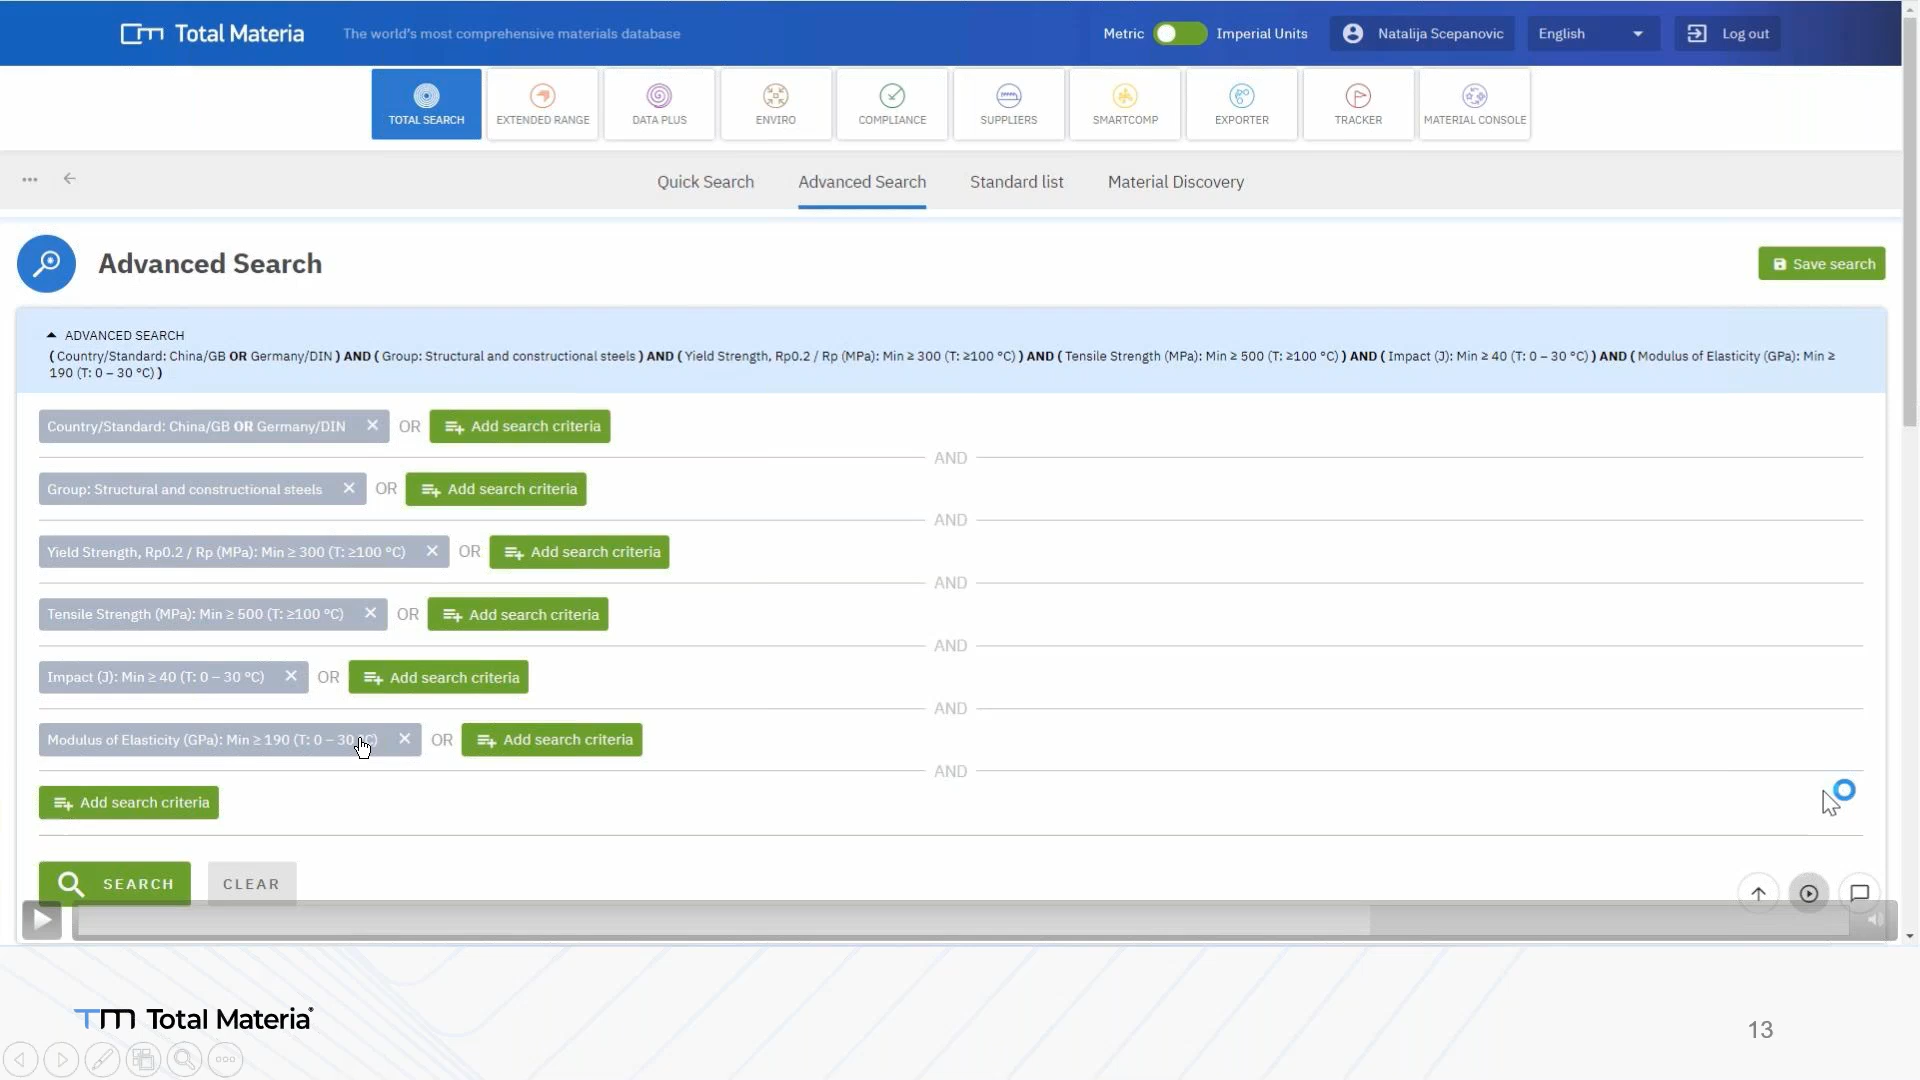 Total Materia
The world's most comprehensive materials database
Metric
Imperial Units
Natalija Scepanovic
English
Log out
TOTAL SEARCH
EXTENDED RANGE
DATA PLUS
ENVIRO
COMPLIANCE
SUPPLIERS
SMARTCOMP
EXPORTER
TRACKER
MATERIAL CONSOLE
Quick Search
Advanced Search
Standard list
Material Discovery
Advanced Search
Save search
ADVANCED SEARCH
( Country/Standard: China/GB OR Germany/DIN ) AND ( Group: Structural and constructional steels ) AND ( Yield Strength, Rp0.2 / Rp (MPa): Min ≥ 300 (T: ≥100 °C) ) AND ( Tensile Strength (MPa): Min ≥ 500 (T: ≥100 °C) ) AND ( Impact (J): Min ≥ 40 (T: 0 – 30 °C) ) AND ( Modulus of Elasticity (GPa): Min ≥
190 (T: 0 – 30 °C) )
Country/Standard: China/GB OR Germany/DIN × OR Add search criteria
AND
Group: Structural and constructional steels × OR Add search criteria
AND
Yield Strength, Rp0.2 / Rp (MPa): Min ≥ 300 (T: ≥100 °C) × OR Add search criteria
AND
Tensile Strength (MPa): Min ≥ 500 (T: ≥100 °C) × OR Add search criteria
AND
Impact (J): Min ≥ 40 (T: 0 – 30 °C) × OR Add search criteria
AND
Modulus of Elasticity (GPa): Min ≥ 190 (T: 0 – 30 °C) × OR Add search criteria
AND
Add search criteria
SEARCH
CLEAR
TM Total Materia®
13